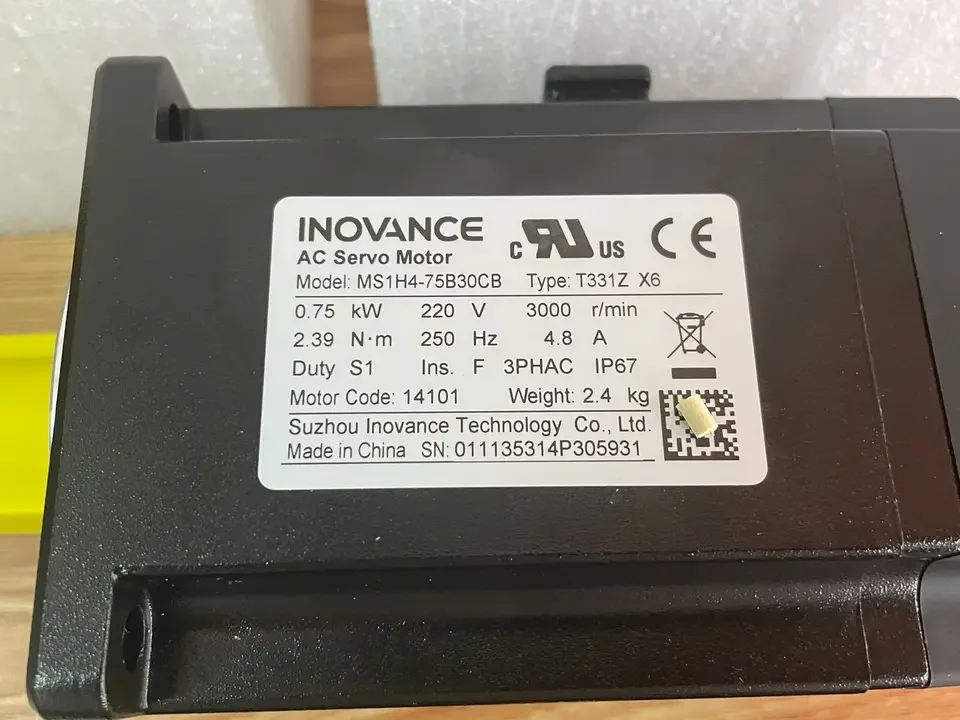 INOVANCE
AC Servo Motor
c RU US CE
Model: MS1H4-75B30CB Type: T331Z X6
0.75 kW 220 V 3000 r/min
2.39 N·m 250 Hz 4.8 A
Duty S1 Ins. F 3PHAC IP67
Motor Code: 14101 Weight: 2.4 kg
Suzhou Inovance Technology Co., Ltd.
Made in China SN: 011135314P305931